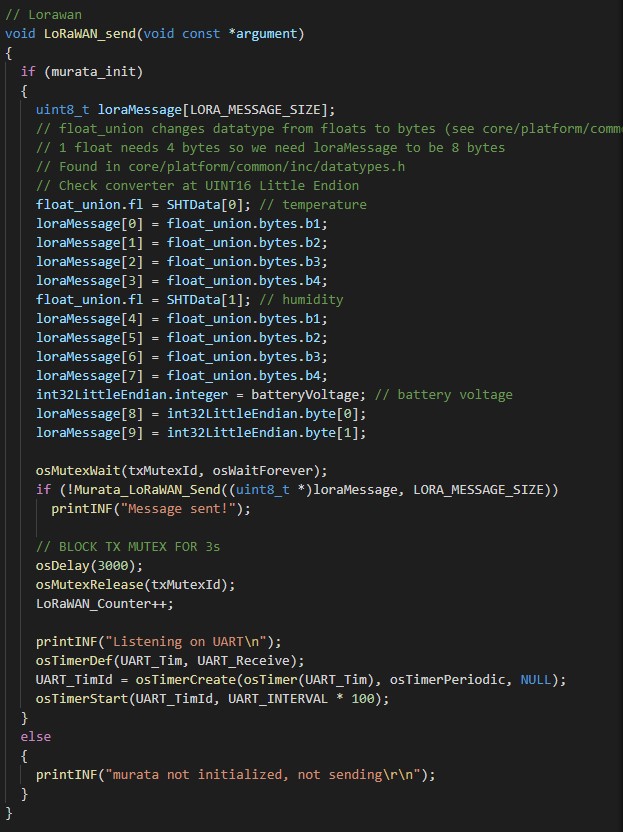 // Lorawan
void LoRaWAN_send(void const *argument)
{
  if (murata_init)
  {
    uint8_t loraMessage[LORA_MESSAGE_SIZE];
    // float_union changes datatype from floats to bytes (see core/platform/comm
    // 1 float needs 4 bytes so we need loraMessage to be 8 bytes
    // Found in core/platform/common/inc/datatypes.h
    // Check converter at UINT16 Little Endion
    float_union.fl = SHTData[0]; // temperature
    loraMessage[0] = float_union.bytes.b1;
    loraMessage[1] = float_union.bytes.b2;
    loraMessage[2] = float_union.bytes.b3;
    loraMessage[3] = float_union.bytes.b4;
    float_union.fl = SHTData[1]; // humidity
    loraMessage[4] = float_union.bytes.b1;
    loraMessage[5] = float_union.bytes.b2;
    loraMessage[6] = float_union.bytes.b3;
    loraMessage[7] = float_union.bytes.b4;
    int32LittleEndian.integer = batteryVoltage; // battery voltage
    loraMessage[8] = int32LittleEndian.byte[0];
    loraMessage[9] = int32LittleEndian.byte[1];

    osMutexWait(txMutexId, osWaitForever);
    if (!Murata_LoRaWAN_Send((uint8_t *)loraMessage, LORA_MESSAGE_SIZE))
      printINF("Message sent!");

    // BLOCK TX MUTEX FOR 3s
    osDelay(3000);
    osMutexRelease(txMutexId);
    LoRaWAN_Counter++;

    printINF("Listening on UART\n");
    osTimerDef(UART_Tim, UART_Receive);
    UART_TimId = osTimerCreate(osTimer(UART_Tim), osTimerPeriodic, NULL);
    osTimerStart(UART_TimId, UART_INTERVAL * 100);
  }
  else
  {
    printINF("murata not initialized, not sending\r\n");
  }
}